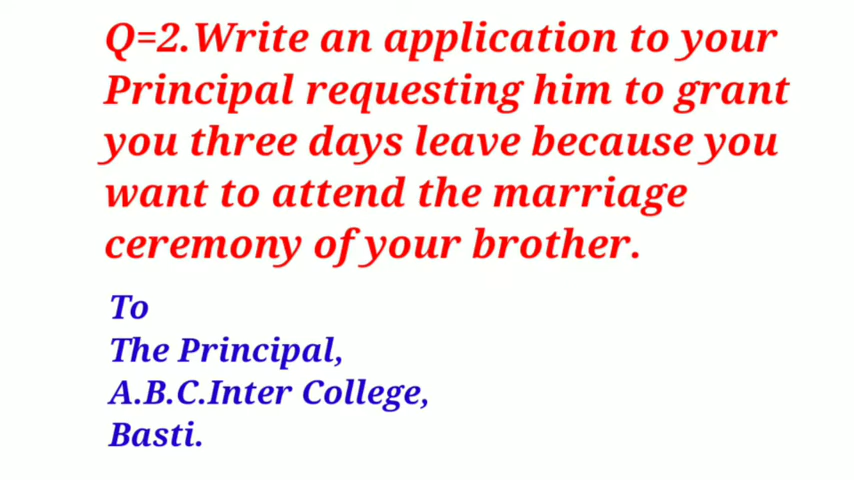 Q=2.Write an application to your
Principal requesting him to grant
you three days leave because you
want to attend the marriage
ceremony of your brother.
To
The Principal,
A.B.C.Inter College,
Basti.